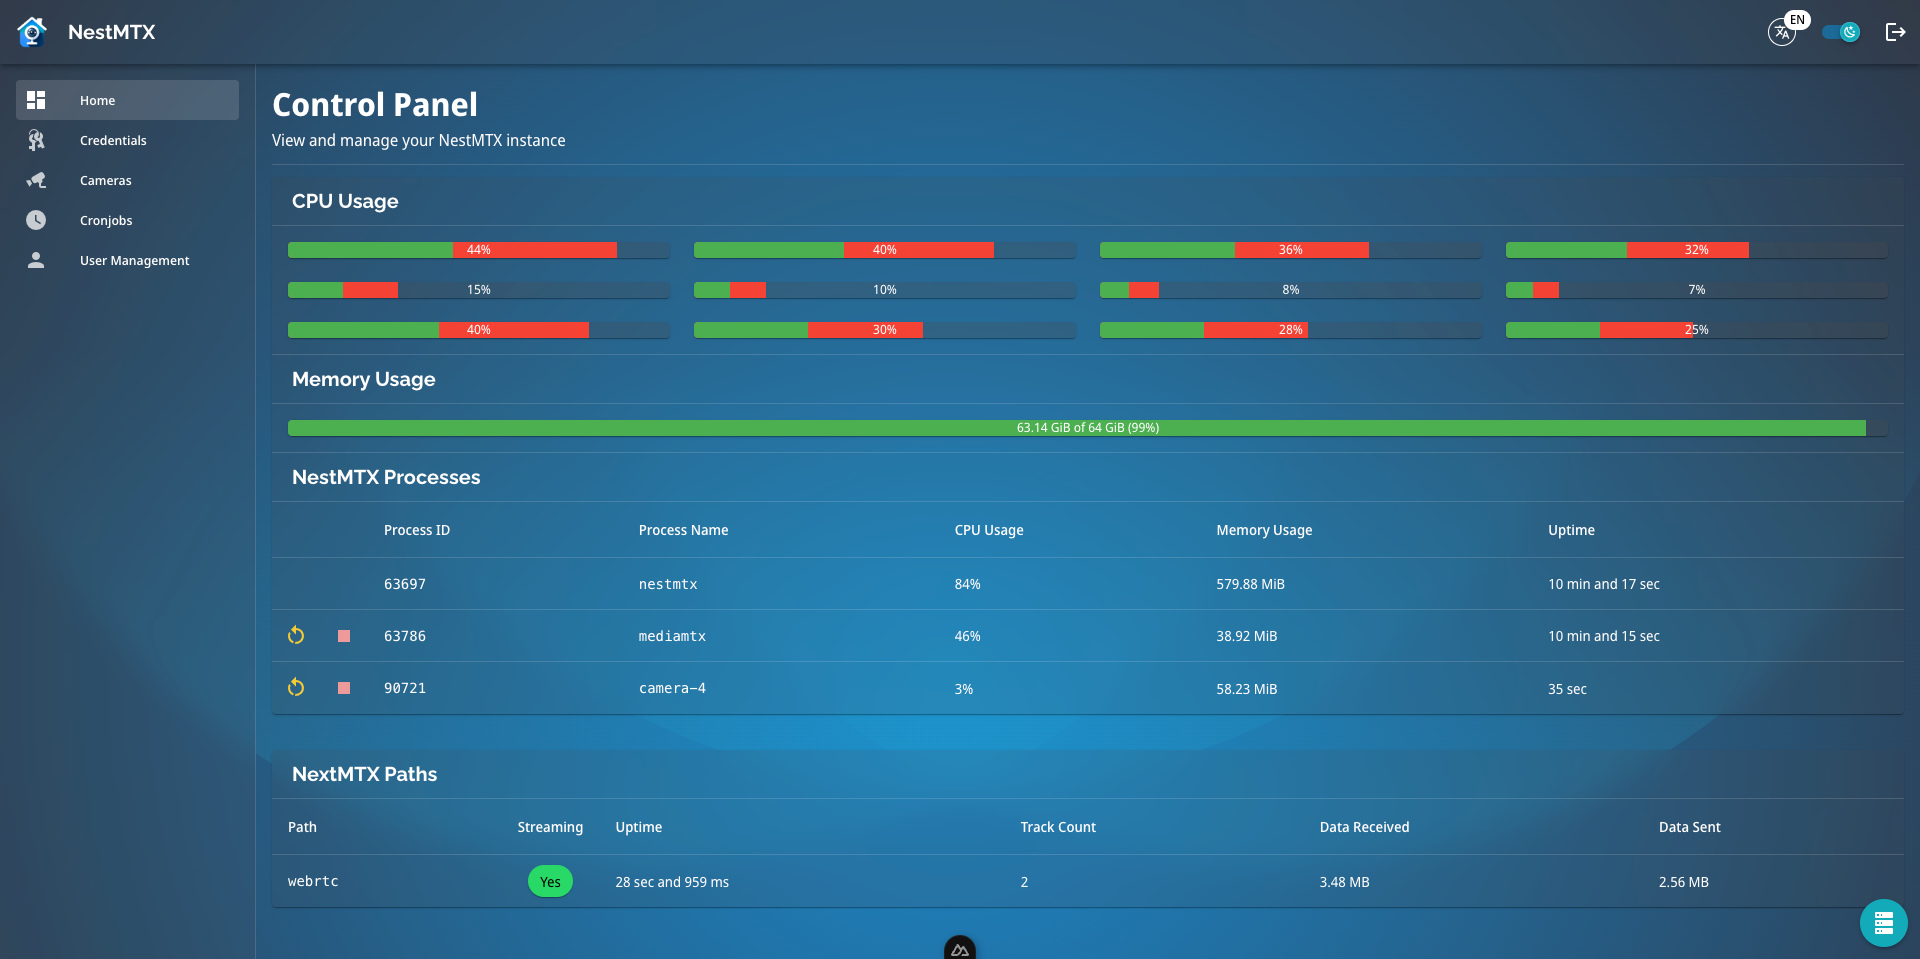 NestMTX
EN
Home
Credentials
Cameras
Cronjobs
User Management
Control Panel
View and manage your NestMTX instance
CPU Usage
44% 40% 36% 32%
15% 10% 8% 7%
40% 30% 28% 25%
Memory Usage
63.14 GiB of 64 GiB (99%)
NestMTX Processes
Process ID Process Name CPU Usage Memory Usage Uptime
63697 nestmtx 84% 579.88 MiB 10 min and 17 sec
63786 mediamtx 46% 38.92 MiB 10 min and 15 sec
90721 camera-4 3% 58.23 MiB 35 sec
NextMTX Paths
Path Streaming Uptime Track Count Data Received Data Sent
webrtc Yes 28 sec and 959 ms 2 3.48 MB 2.56 MB